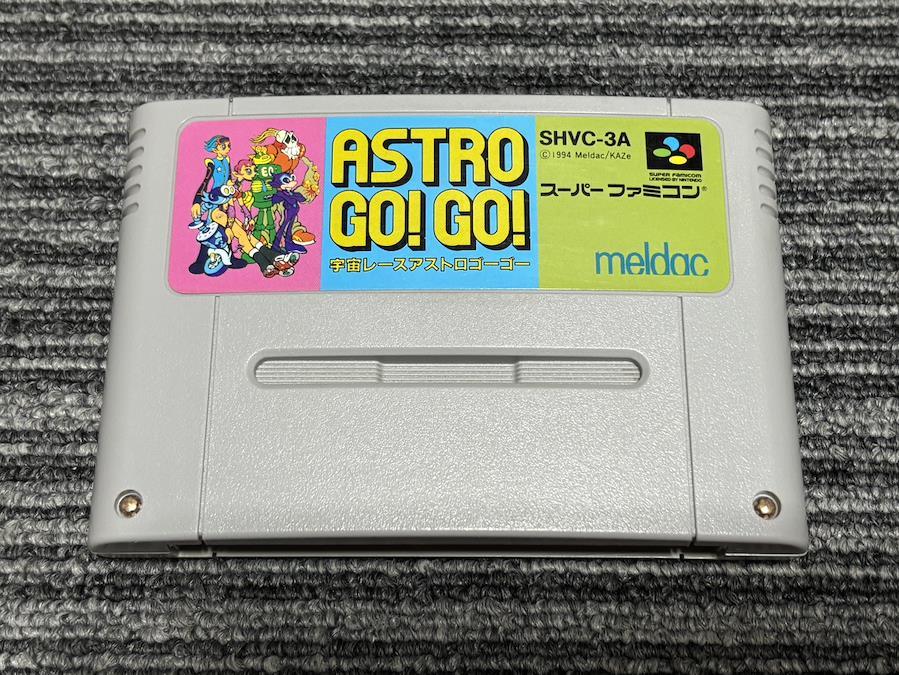 ASTRO
GO! GO!
宇宙レースアストロゴーゴー
SHVC-3A
©1994 Meldac/KAZe
SUPER FAMICOM
LICENSED BY NINTENDO
スーパーファミコン®
meldac